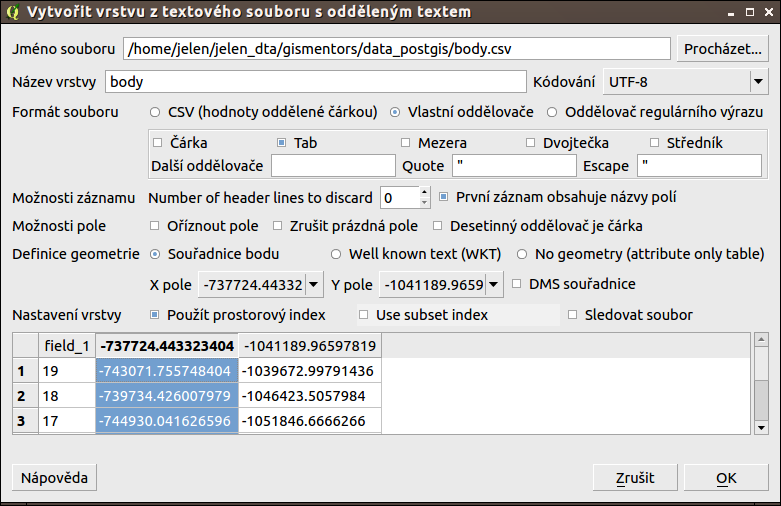 Vytvořit vrstvu z textového souboru s odděleným textem
Jméno souboru /home/jelen/jelen_dta/gismentors/data_postgis/body.csv Procházet...
Název vrstvy body Kódování UTF-8
Formát souboru CSV (hodnoty oddělené čárkou) Vlastní oddělovače Oddělovač regulárního výrazu
Čárka Tab Mezera Dvojtečka Středník
Další oddělovače Quote " Escape "
Možnosti záznamu Number of header lines to discard 0 První záznam obsahuje názvy polí
Možnosti pole Oříznout pole Zrušit prázdná pole Desetinný oddělovač je čárka
Definice geometrie Souřadnice bodu Well known text (WKT) No geometry (attribute only table)
X pole -737724.44332 Y pole -1041189.9659 DMS souřadnice
Nastavení vrstvy Použít prostorový index Use subset index Sledovat soubor
field_1 -737724.443323404 -1041189.96597819
1 19 -743071.755748404 -1039672.99791436
2 18 -739734.426007979 -1046423.5057984
3 17 -744930.041626596 -1051846.6666266
Nápověda Zrušit OK